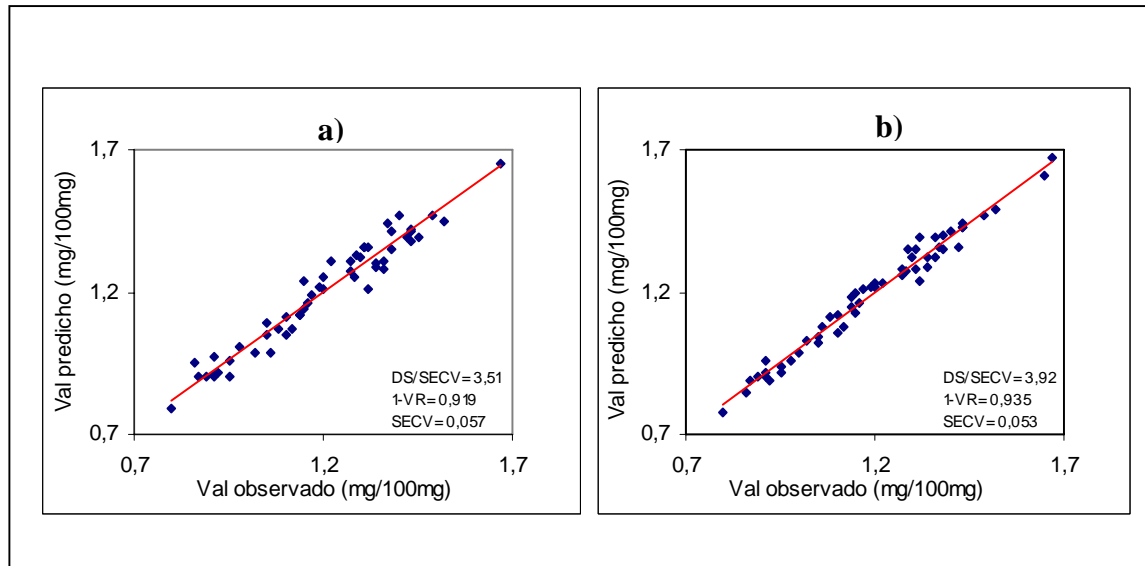 a)
Val predicho (mg/100mg)
1,7
1,2
0,7
DS/SECV= 3,51
1-VR= 0,919
SECV= 0,057
0,7 1,2 1,7
Val observado (mg/100mg)
b)
Val predicho (mg/100mg)
1,7
1,2
0,7
DS/SECV= 3,92
1-VR= 0,935
SECV= 0,053
0,7 1,2 1,7
Val observado (mg/100mg)